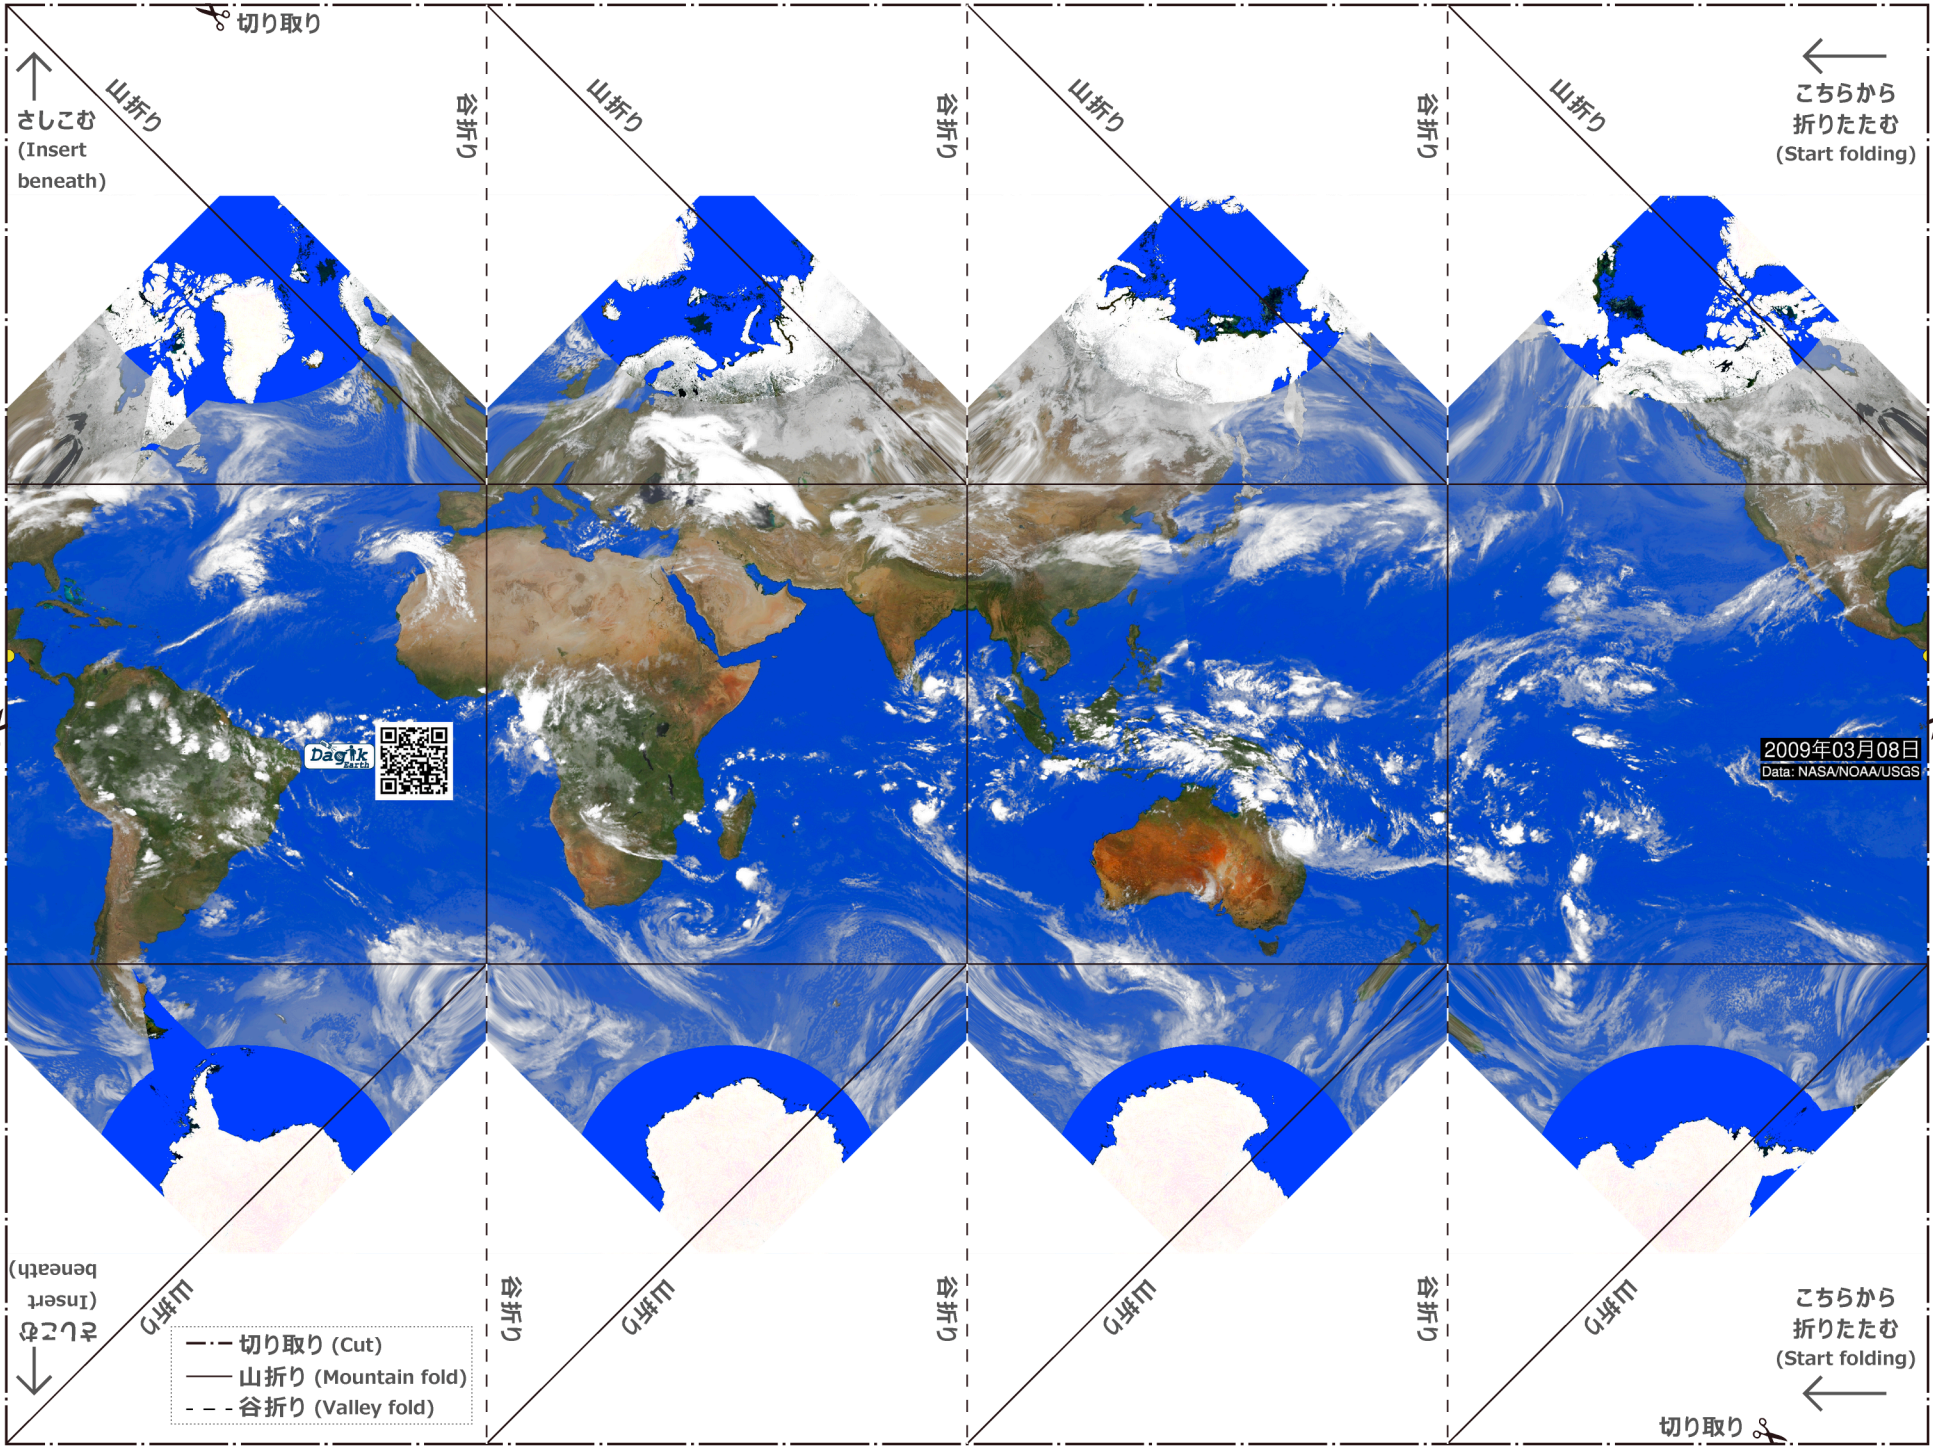 切り取り
山折り
谷折り
山折り
谷折り
山折り
谷折り
山折り
さしこむ
(Insert
beneath)
こちらから
折りたたむ
(Start folding)
Dagik
Earth
2009年03月08日
Data: NASA/NOAA/USGS
さしこむ
(Insert
beneath)
山折り
谷折り
山折り
谷折り
山折り
谷折り
山折り
こちらから
折りたたむ
(Start folding)
切り取り (Cut)
山折り (Mountain fold)
谷折り (Valley fold)
切り取り